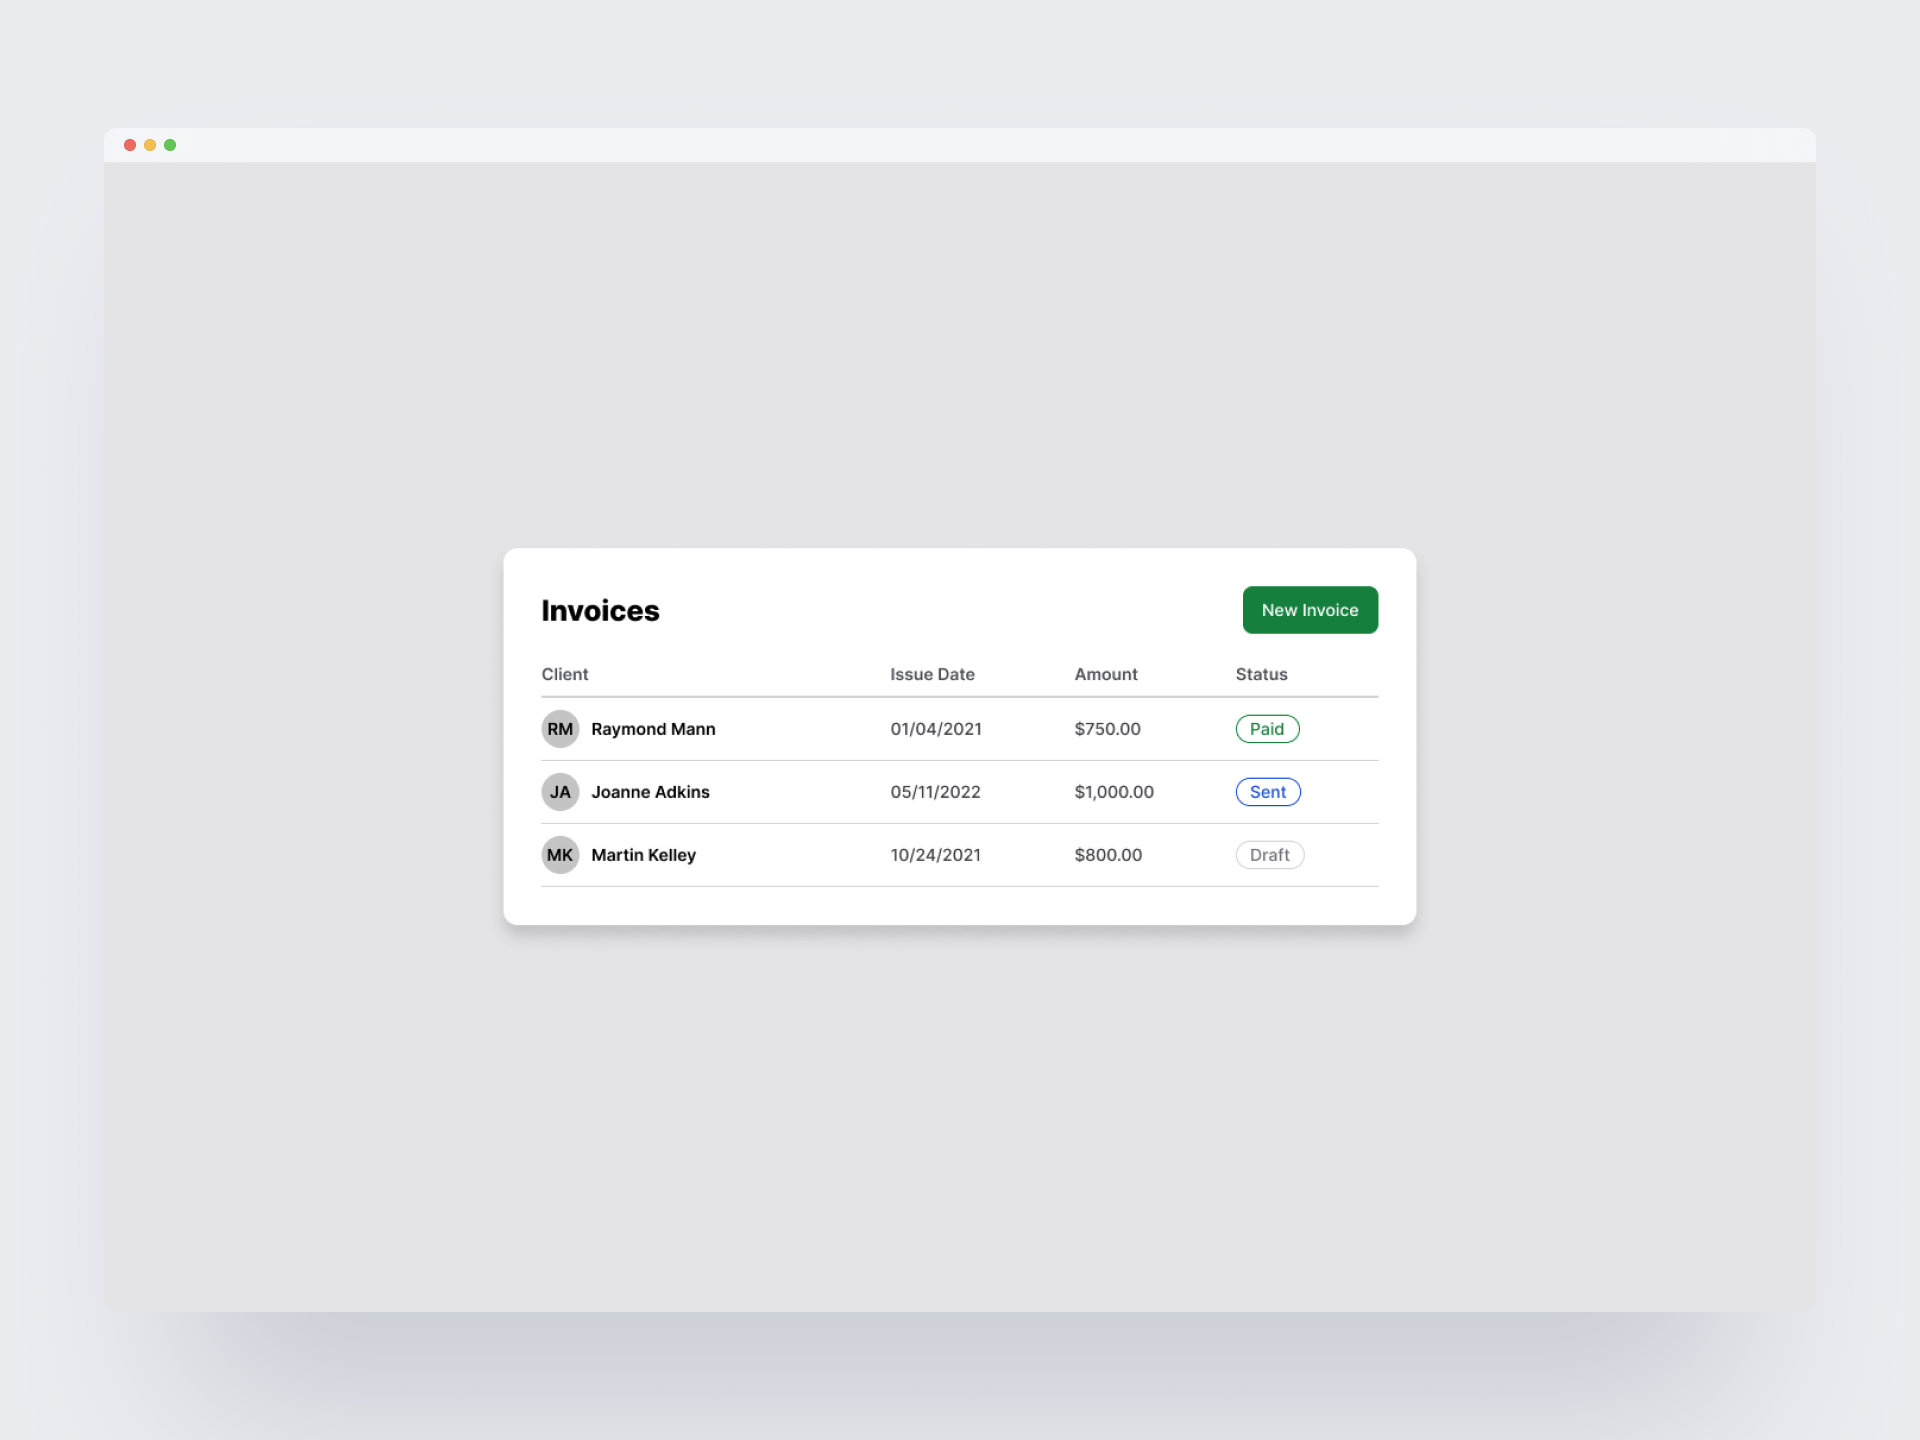 Invoices
New Invoice
Client Issue Date Amount Status
RM Raymond Mann 01/04/2021 $750.00 Paid
JA Joanne Adkins 05/11/2022 $1,000.00 Sent
MK Martin Kelley 10/24/2021 $800.00 Draft